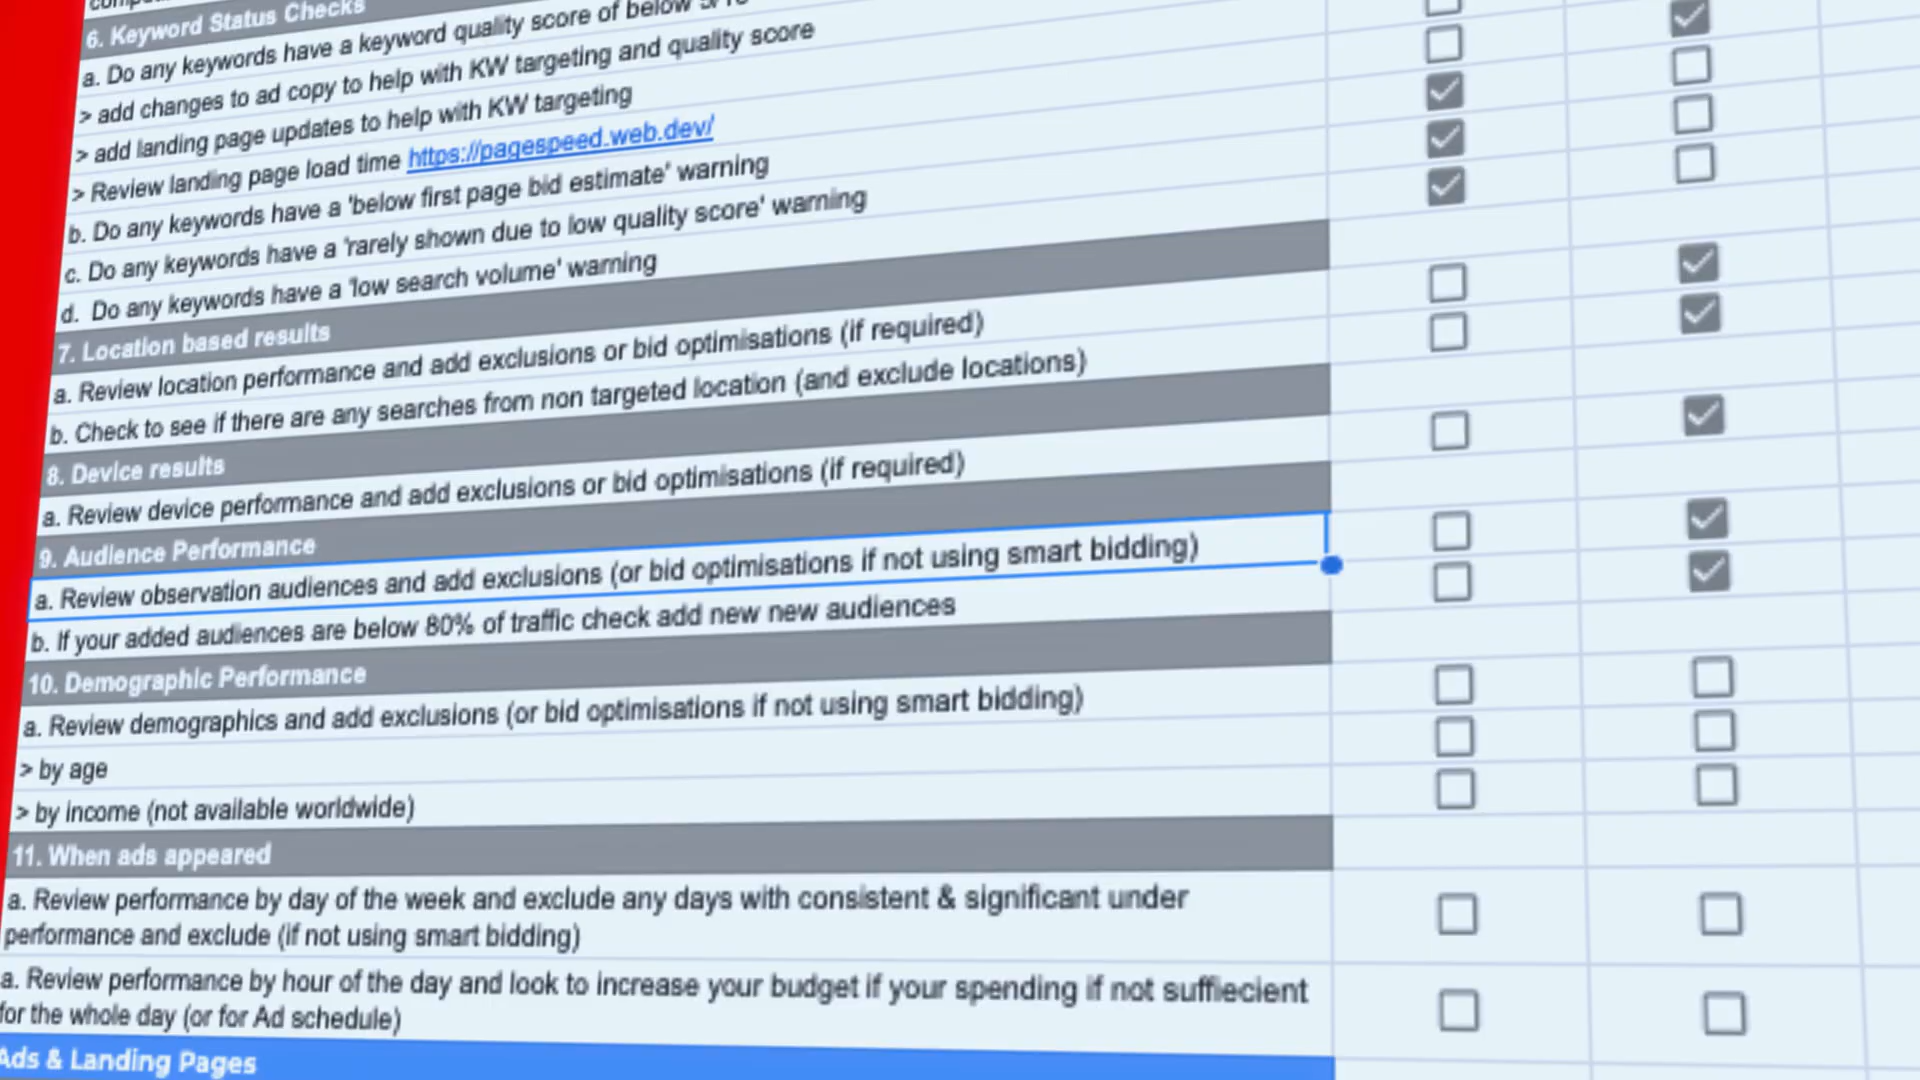 6. Keyword Status Checks
a. Do any keywords have a keyword quality score of below
> add changes to ad copy to help with KW targeting and quality score
> add landing page updates to help with KW targeting
> Review landing page load time https://pagespeed.web.dev/
b. Do any keywords have a 'below first page bid estimate' warning
c. Do any keywords have a 'rarely shown due to low quality score' warning
d. Do any keywords have a 'low search volume' warning
7. Location based results
a. Review location performance and add exclusions or bid optimisations (if required)
b. Check to see if there are any searches from non targeted location (and exclude locations)
8. Device results
a. Review device performance and add exclusions or bid optimisations (if required)
9. Audience Performance
a. Review observation audiences and add exclusions (or bid optimisations if not using smart bidding)
b. If your added audiences are below 80% of traffic check add new new audiences
10. Demographic Performance
a. Review demographics and add exclusions (or bid optimisations if not using smart bidding)
> by age
> by income (not available worldwide)
11. When ads appeared
a. Review performance by day of the week and exclude any days with consistent & significant under
performance and exclude (if not using smart bidding)
a. Review performance by hour of the day and look to increase your budget if your spending if not suffiecient
for the whole day (or for Ad schedule)
Ads & Landing Pages